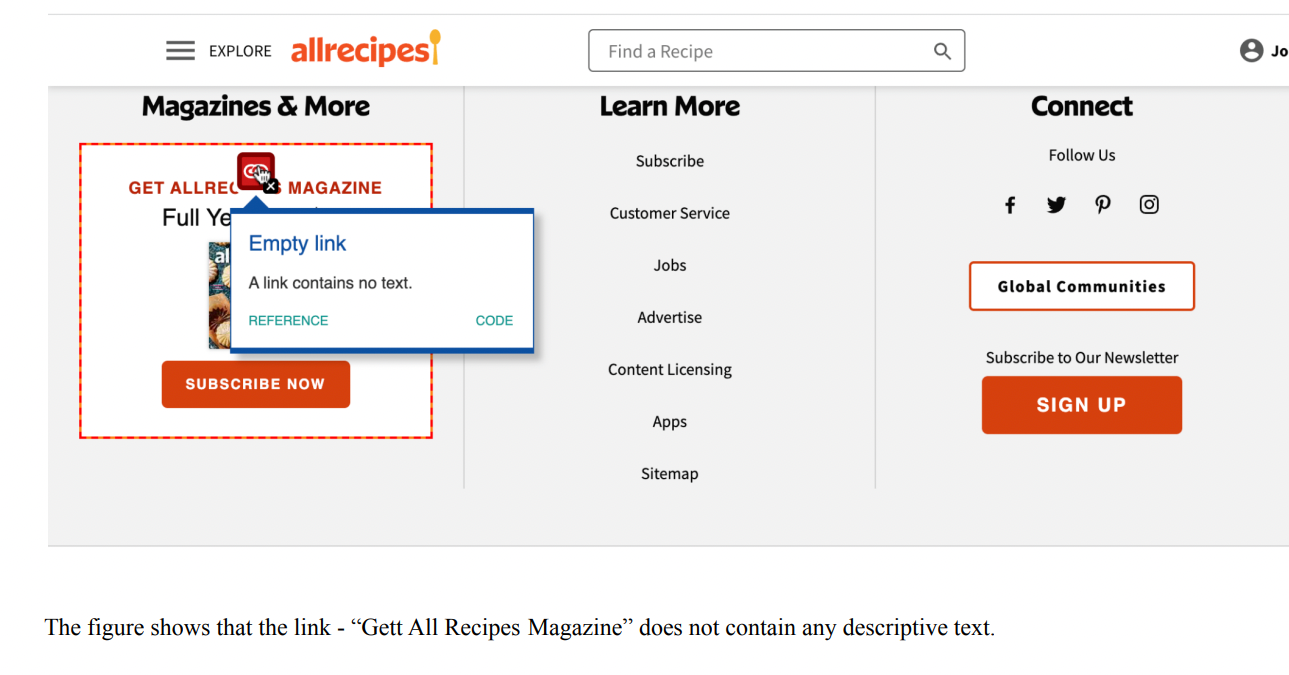 EXPLORE allrecipes Find a Recipe Jo
Magazines & More
GET ALLREC S MAGAZINE
Full Ye
al
Empty link
A link contains no text.
REFERENCE CODE
SUBSCRIBE NOW
Learn More
Subscribe
Customer Service
Jobs
Advertise
Content Licensing
Apps
Sitemap
Connect
Follow Us
Global Communities
Subscribe to Our Newsletter
SIGN UP
The figure shows that the link - “Gett All Recipes Magazine” does not contain any descriptive text.